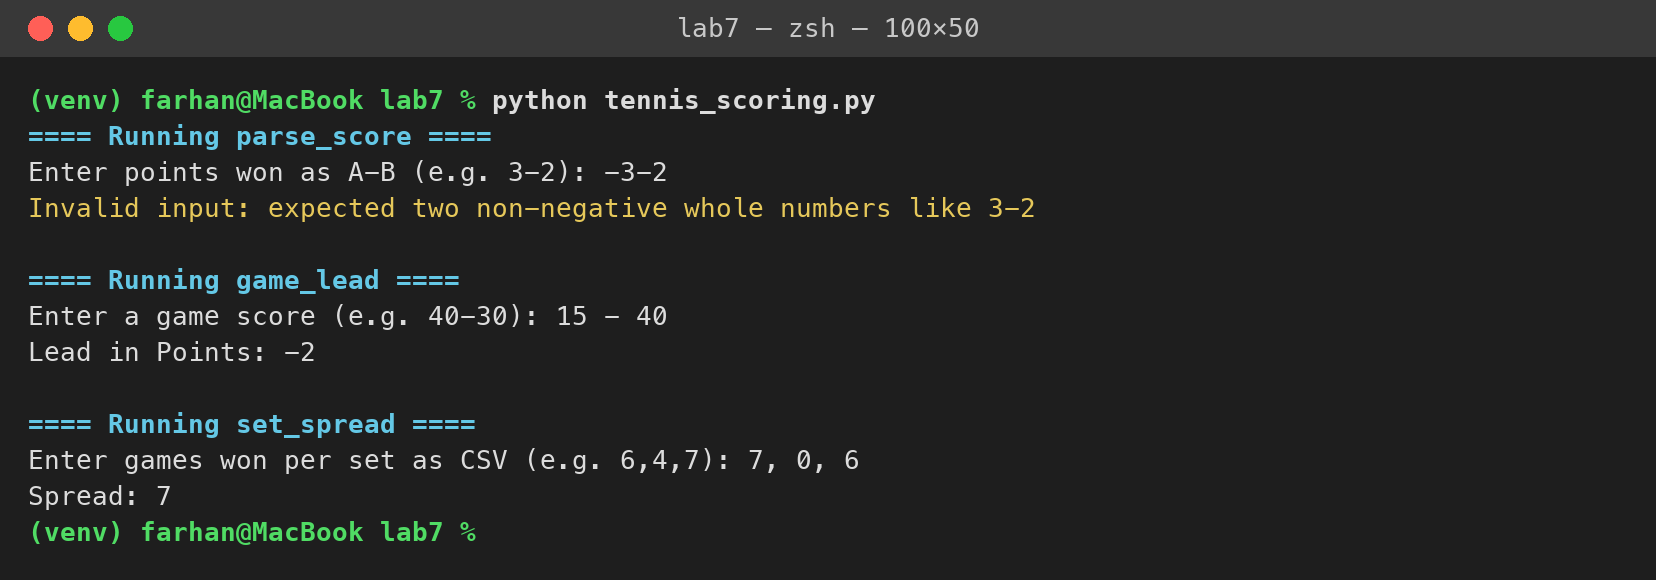 lab7 — zsh — 100×50
(venv) farhan@MacBook lab7 % python tennis_scoring.py
==== Running parse_score ====
Enter points won as A-B (e.g. 3-2): -3-2
Invalid input: expected two non-negative whole numbers like 3-2
==== Running game_lead ====
Enter a game score (e.g. 40-30): 15 - 40
Lead in Points: -2
==== Running set_spread ====
Enter games won per set as CSV (e.g. 6,4,7): 7, 0, 6
Spread: 7
(venv) farhan@MacBook lab7 %